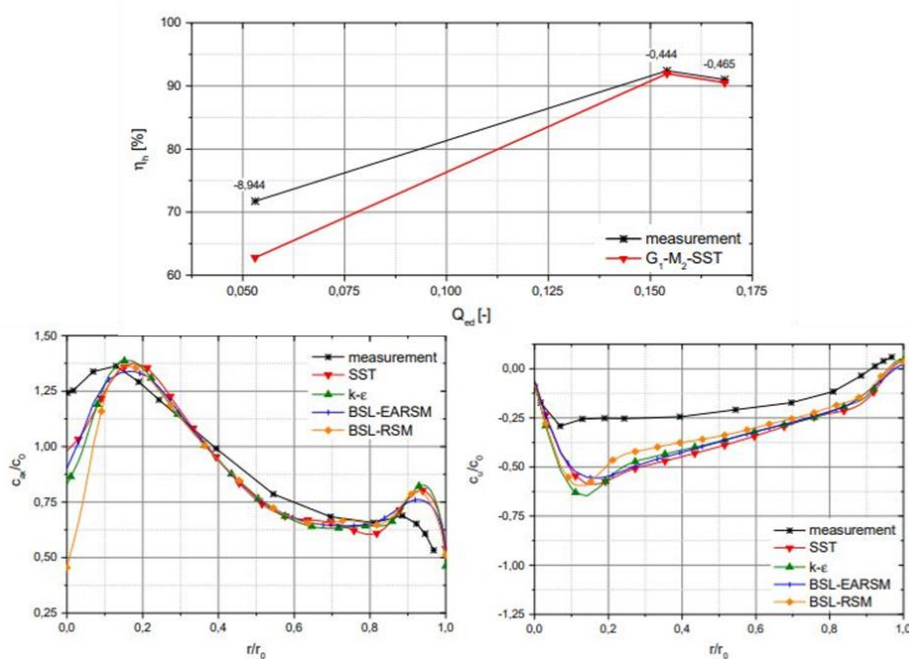 100
90
80
70
60
η_h [%]
-8,944
-0,444
-0,465
measurement
G₁-M₂-SST
0,050
0,075
0,100
0,125
0,150
0,175
Q_ed [-]
1,50
1,25
1,00
0,75
0,50
0,25
c_ax/c_0
measurement
SST
k-ε
BSL-EARSM
BSL-RSM
0,0
0,2
0,4
0,6
0,8
1,0
r/r_0
0,00
-0,25
-0,50
-0,75
-1,00
-1,25
c_u/c_0
measurement
SST
k-ε
BSL-EARSM
BSL-RSM
0,0
0,2
0,4
0,6
0,8
1,0
r/r_0